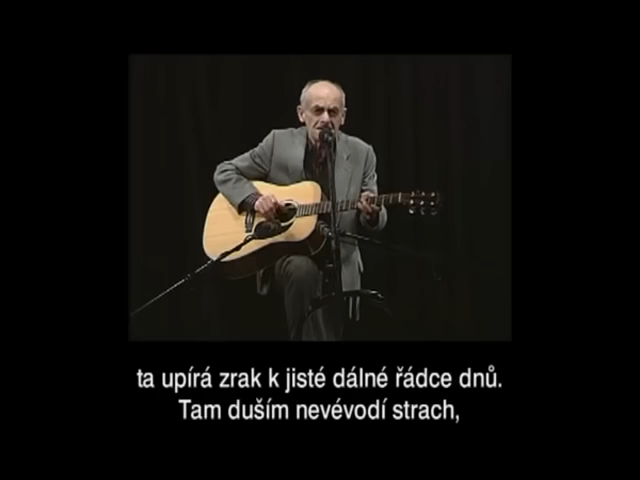 ta upírá zrak k jisté dálné řádce dnů.
Tam duším nevévodí strach,